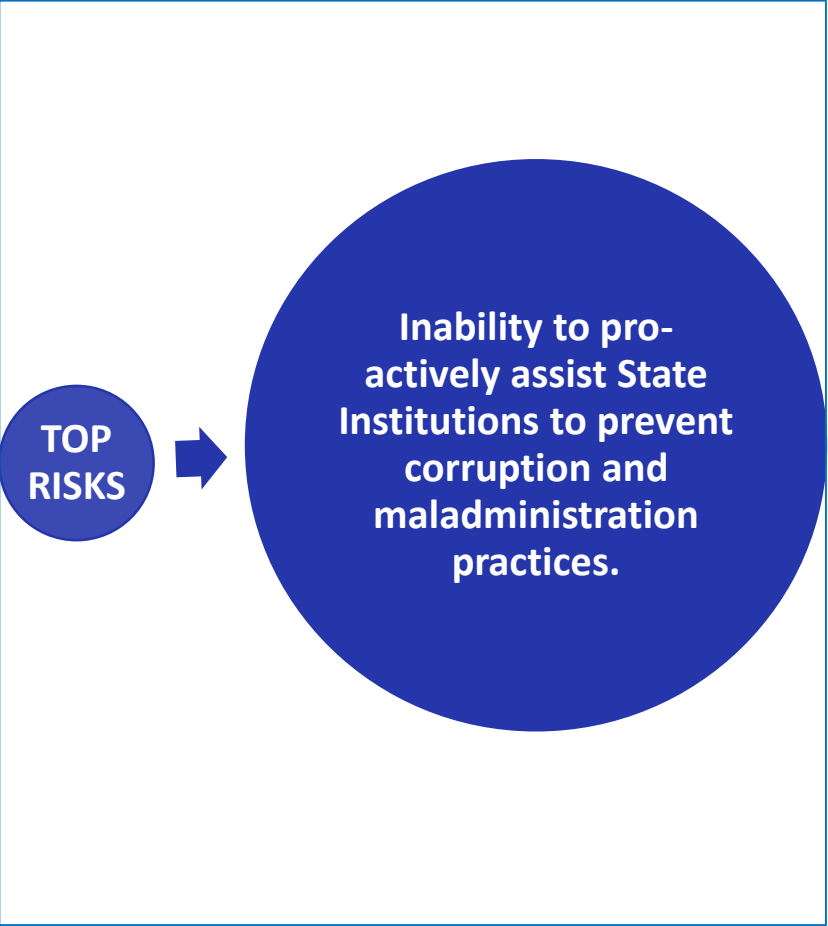 TOP
RISKS
Inability to pro-
actively assist State
Institutions to prevent
corruption and
maladministration
practices.